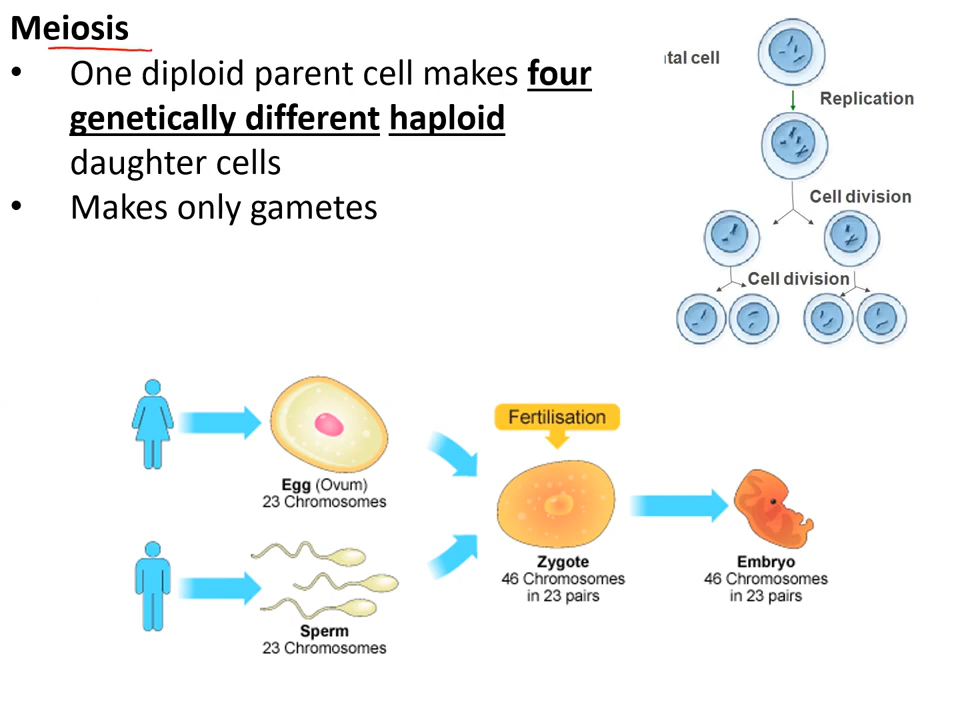 Meiosis
• One diploid parent cell makes four
genetically different haploid
daughter cells
• Makes only gametes
tal cell
Replication
Cell division
Cell division
Egg (Ovum)
23 Chromosomes
Sperm
23 Chromosomes
Fertilisation
Zygote
46 Chromosomes
in 23 pairs
Embryo
46 Chromosomes
in 23 pairs